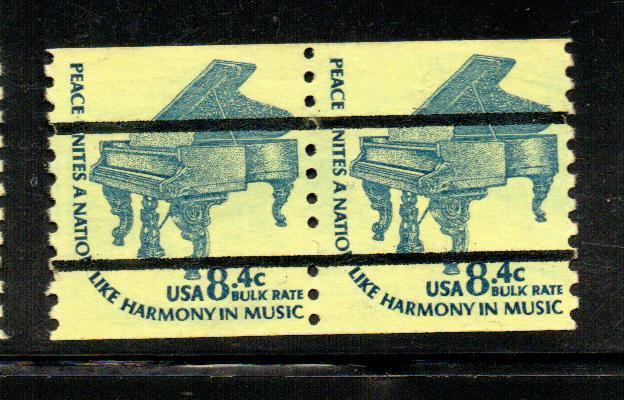 PEACE UNITES A NATION LIKE HARMONY IN MUSIC
USA 8.4c
BULK RATE
PEACE UNITES A NATION LIKE HARMONY IN MUSIC
USA 8.4c
BULK RATE